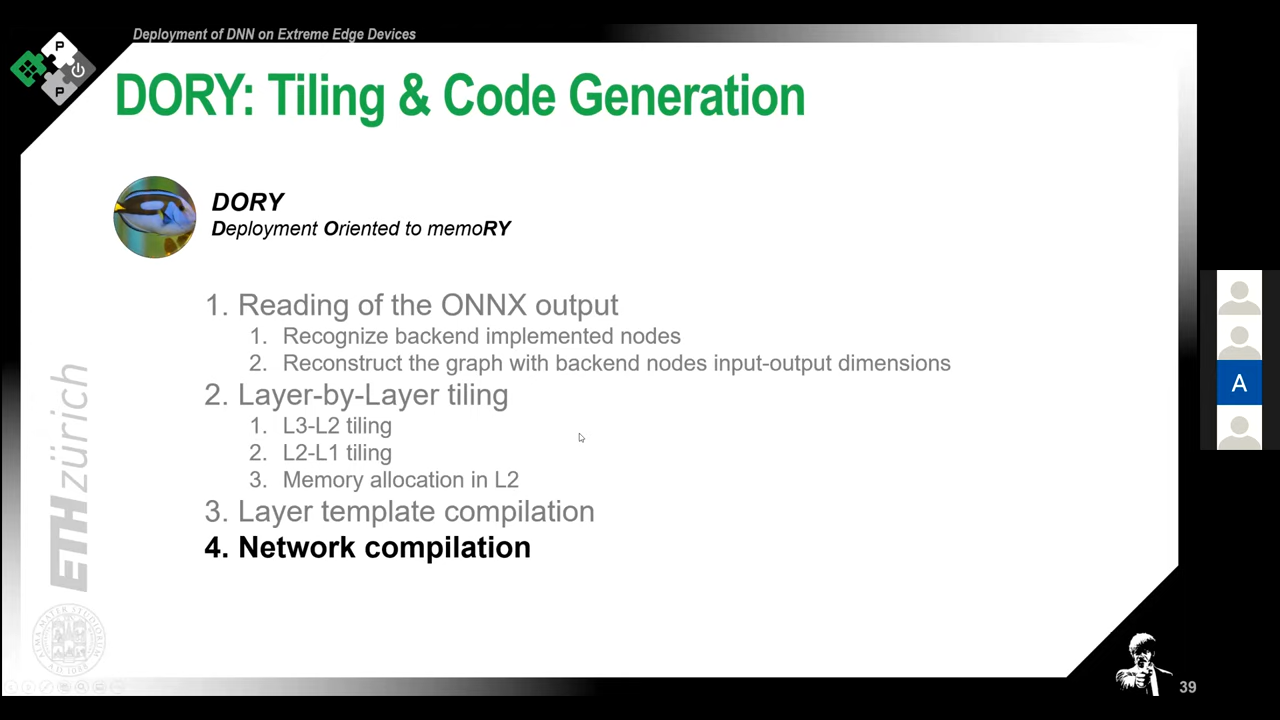 Deployment of DNN on Extreme Edge Devices
P
P
DORY: Tiling & Code Generation
DORY
Deployment Oriented to memoRY
1. Reading of the ONNX output
1. Recognize backend implemented nodes
2. Reconstruct the graph with backend nodes input-output dimensions
2. Layer-by-Layer tiling
1. L3-L2 tiling
2. L2-L1 tiling
3. Memory allocation in L2
3. Layer template compilation
4. Network compilation
ETH zürich
A
39